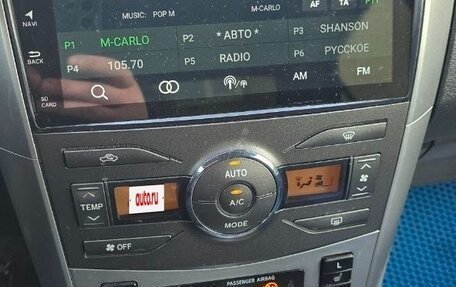 AF TA
MUSIC: POP M M-CARLO
NAVI
P1 M-CARLO P2 * АВТО * P3 SHANSON
BACK
P4 105.70 P5 RADIO P6 РУССКОЕ
AM FM
SD CARD
AUTO
A/C
MODE
TEMP
auto.ru
OFF
L
PASSENGER AIRBAG